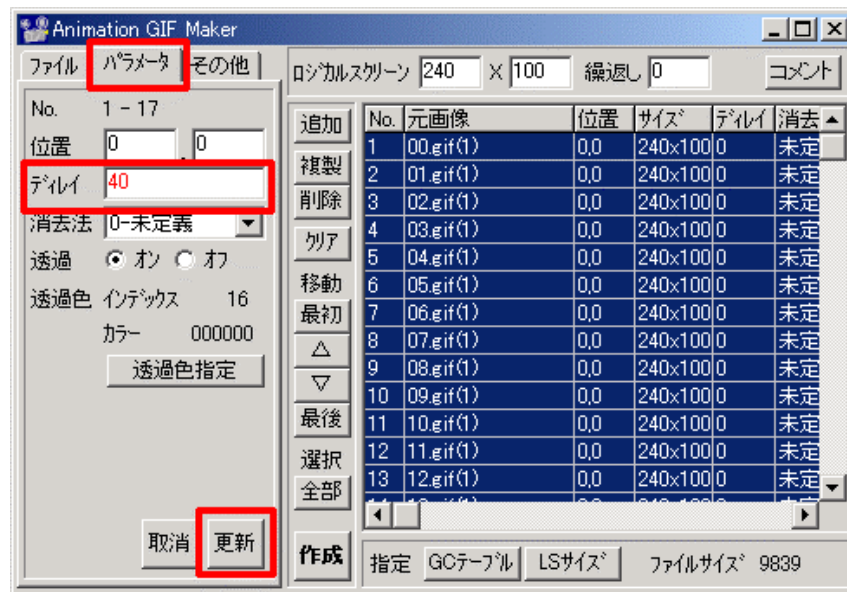 Animation GIF Maker
ファイル パラメータ その他
No. 1 - 17
位置 0 , 0
ディレイ 40
消去法 0-未定義
透過 オン オフ
透過色 インデックス 16
カラー 000000
透過色指定
取消 更新
ロジカルスクリーン 240 X 100 繰返し 0 コメント
追加
複製
削除
クリア
移動
最初
△
▽
最後
選択
全部
作成
No. 元画像 位置 サイズ ディレイ 消去
1 00.gif(1) 0,0 240x100 0 未定
2 01.gif(1) 0,0 240x100 0 未定
3 02.gif(1) 0,0 240x100 0 未定
4 03.gif(1) 0,0 240x100 0 未定
5 04.gif(1) 0,0 240x100 0 未定
6 05.gif(1) 0,0 240x100 0 未定
7 06.gif(1) 0,0 240x100 0 未定
8 07.gif(1) 0,0 240x100 0 未定
9 08.gif(1) 0,0 240x100 0 未定
10 09.gif(1) 0,0 240x100 0 未定
11 10.gif(1) 0,0 240x100 0 未定
12 11.gif(1) 0,0 240x100 0 未定
13 12.gif(1) 0,0 240x100 0 未定
指定 GCテーブル LSサイズ ファイルサイズ 9839